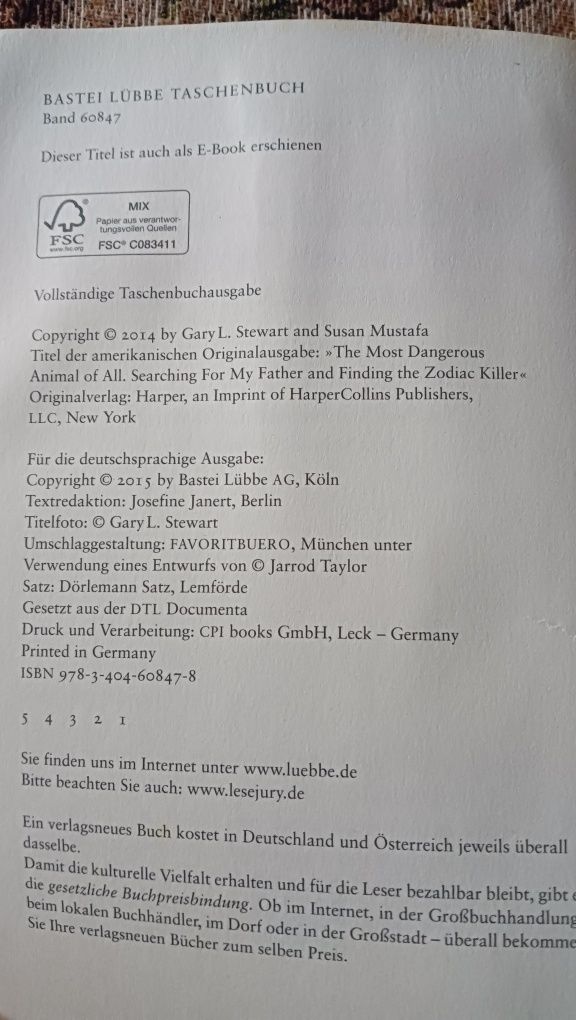 BASTEI LÜBBE TASCHENBUCH
Band 60847
Dieser Titel ist auch als E-Book erschienen
MIX
Papier aus verantwor-
tungsvollen Quellen
FSC® C083411
®
FSC
www.fsc.org
Vollständige Taschenbuchausgabe
Copyright © 2014 by Gary L. Stewart and Susan Mustafa
Titel der amerikanischen Originalausgabe: »The Most Dangerous
Animal of All. Searching For My Father and Finding the Zodiac Killer«
Originalverlag: Harper, an Imprint of HarperCollins Publishers,
LLC, New York
Für die deutschsprachige Ausgabe:
Copyright © 2015 by Bastei Lübbe AG, Köln
Textredaktion: Josefine Janert, Berlin
Titelfoto: © Gary L. Stewart
Umschlaggestaltung: FAVORITBUERO, München unter
Verwendung eines Entwurfs von © Jarrod Taylor
Satz: Dörlemann Satz, Lemförde
Gesetzt aus der DTL Documenta
Druck und Verarbeitung: CPI books GmbH, Leck – Germany
Printed in Germany
ISBN 978-3-404-60847-8
5 4 3 2 1
Sie finden uns im Internet unter www.luebbe.de
Bitte beachten Sie auch: www.lesejury.de
Ein verlagsneues Buch kostet in Deutschland und Österreich jeweils überall
dasselbe.
Damit die kulturelle Vielfalt erhalten und für die Leser bezahlbar bleibt, gibt e
die gesetzliche Buchpreisbindung. Ob im Internet, in der Großbuchhandlung
beim lokalen Buchhändler, im Dorf oder in der Großstadt – überall bekomme
Sie Ihre verlagsneuen Bücher zum selben Preis.